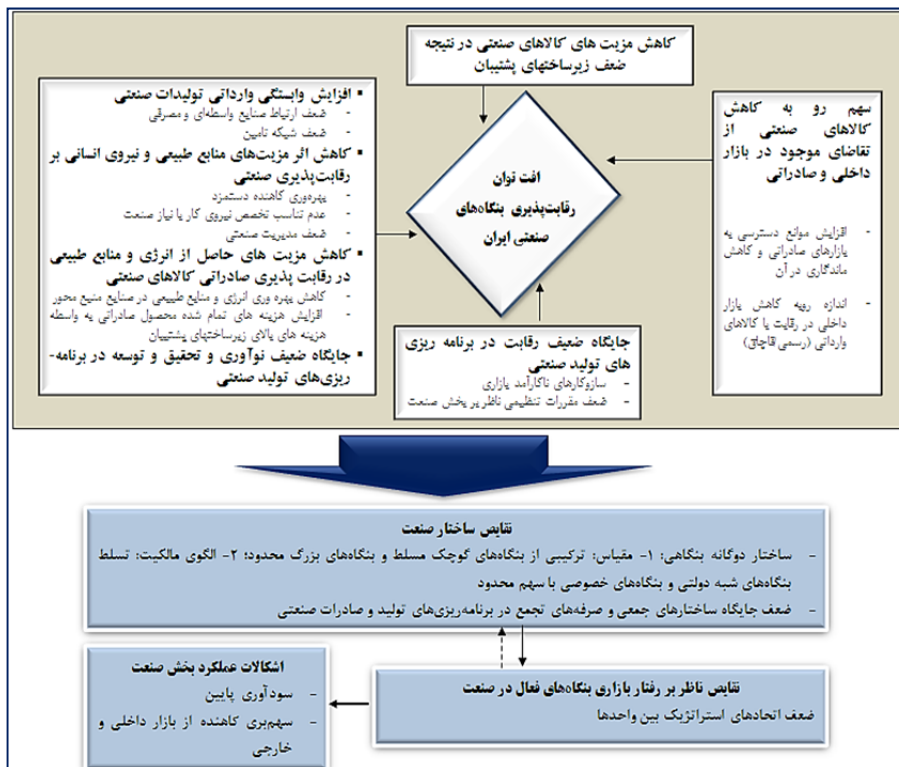 کاهش مزیت های کالاهای صنعتی در نتیجه
ضعف زیرساختهای پشتیبان
سهم رو به کاهش
کالاهای صنعتی از
تقاضای موجود در بازار
داخلی و صادراتی
- افزایش موانع دسترسی به
بازارهای صادراتی و کاهش
ماندگاری در آن
- اندازه روبه کاهش بازار
داخلی در رقابت با کالاهای
وارداتی (رسمی قاچاق)
افت توان
رقابت‌پذیری بنگاه‌های
صنعتی ایران
▪ افزایش وابستگی وارداتی تولیدات صنعتی
- ضعف ارتباط صنایع واسطه‌ای و مصرفی
- ضعف شبکه تامین
▪ کاهش اثر مزیت‌های منابع طبیعی و نیروی انسانی بر
رقابت‌پذیری صنعتی
- بهره‌وری کاهنده دستمزد
- عدم تناسب تخصص نیروی کار با نیاز صنعت
- ضعف مدیریت صنعتی
▪ کاهش مزیت های حاصل از انرژی و منابع طبیعی
در رقابت پذیری صادراتی کالاهای صنعتی
- کاهش بهره وری انرژی و منابع طبیعی در صنایع منبع محور
- افزایش هزینه های تمام شده محصول صادراتی به واسطه
هزینه های بالای زیرساختهای پشتیبان
▪ جایگاه ضعیف نوآوری و تحقیق و توسعه در برنامه-
ریزی‌های تولید صنعتی
جایگاه ضعیف رقابت در برنامه ریزی
های تولید صنعتی
- سازوکارهای ناکارآمد بازاری
- ضعف مقررات تنظیمی ناظر بر بخش صنعت
نقایص ساختار صنعت
- ساختار دوگانه بنگاهی: ۱- مقیاس: ترکیبی از بنگاه‌های کوچک مسلط و بنگاه‌های بزرگ محدود؛ ۲- الگوی مالکیت: تسلط
بنگاه‌های شبه دولتی و بنگاه‌های خصوصی با سهم محدود
- ضعف جایگاه ساختارهای جمعی و صرفه‌های تجمع در برنامه‌ریزی‌های تولید و صادرات صنعتی
نقایص ناظر بر رفتار بازاری بنگاه‌های فعال در صنعت
ضعف اتحادهای استراتژیک بین واحدها
اشکالات عملکرد بخش صنعت
- سودآوری پایین
- سهم‌بری کاهنده از بازار داخلی و
خارجی